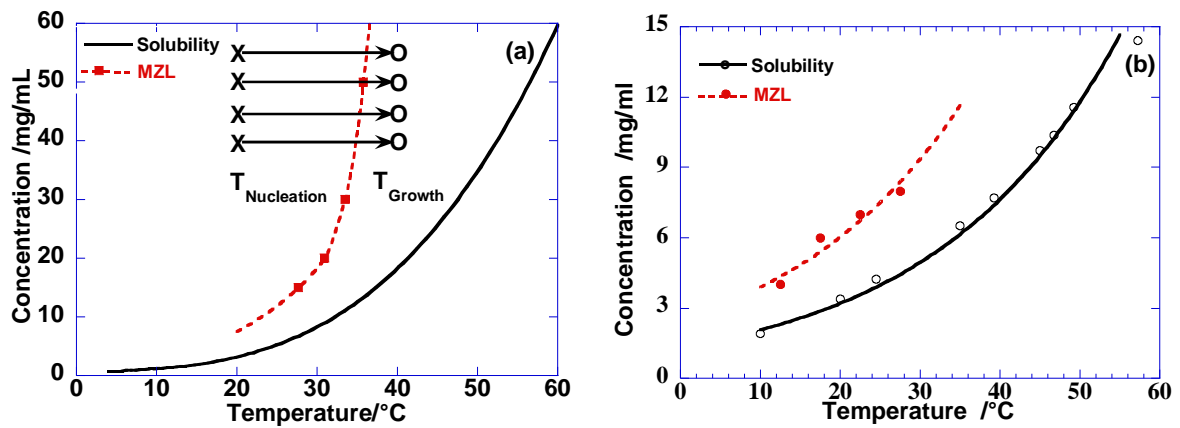 60
50
40
30
20
10
0
Concentration /mg/mL
Solubility
MZL
(a)
X O
X O
X O
X O
T Nucleation T Growth
0 10 20 30 40 50 60
Temperature/°C
15
12
9
6
3
0
Concentration /mg/ml
Solubility
MZL
(b)
0 10 20 30 40 50 60
Temperature /°C